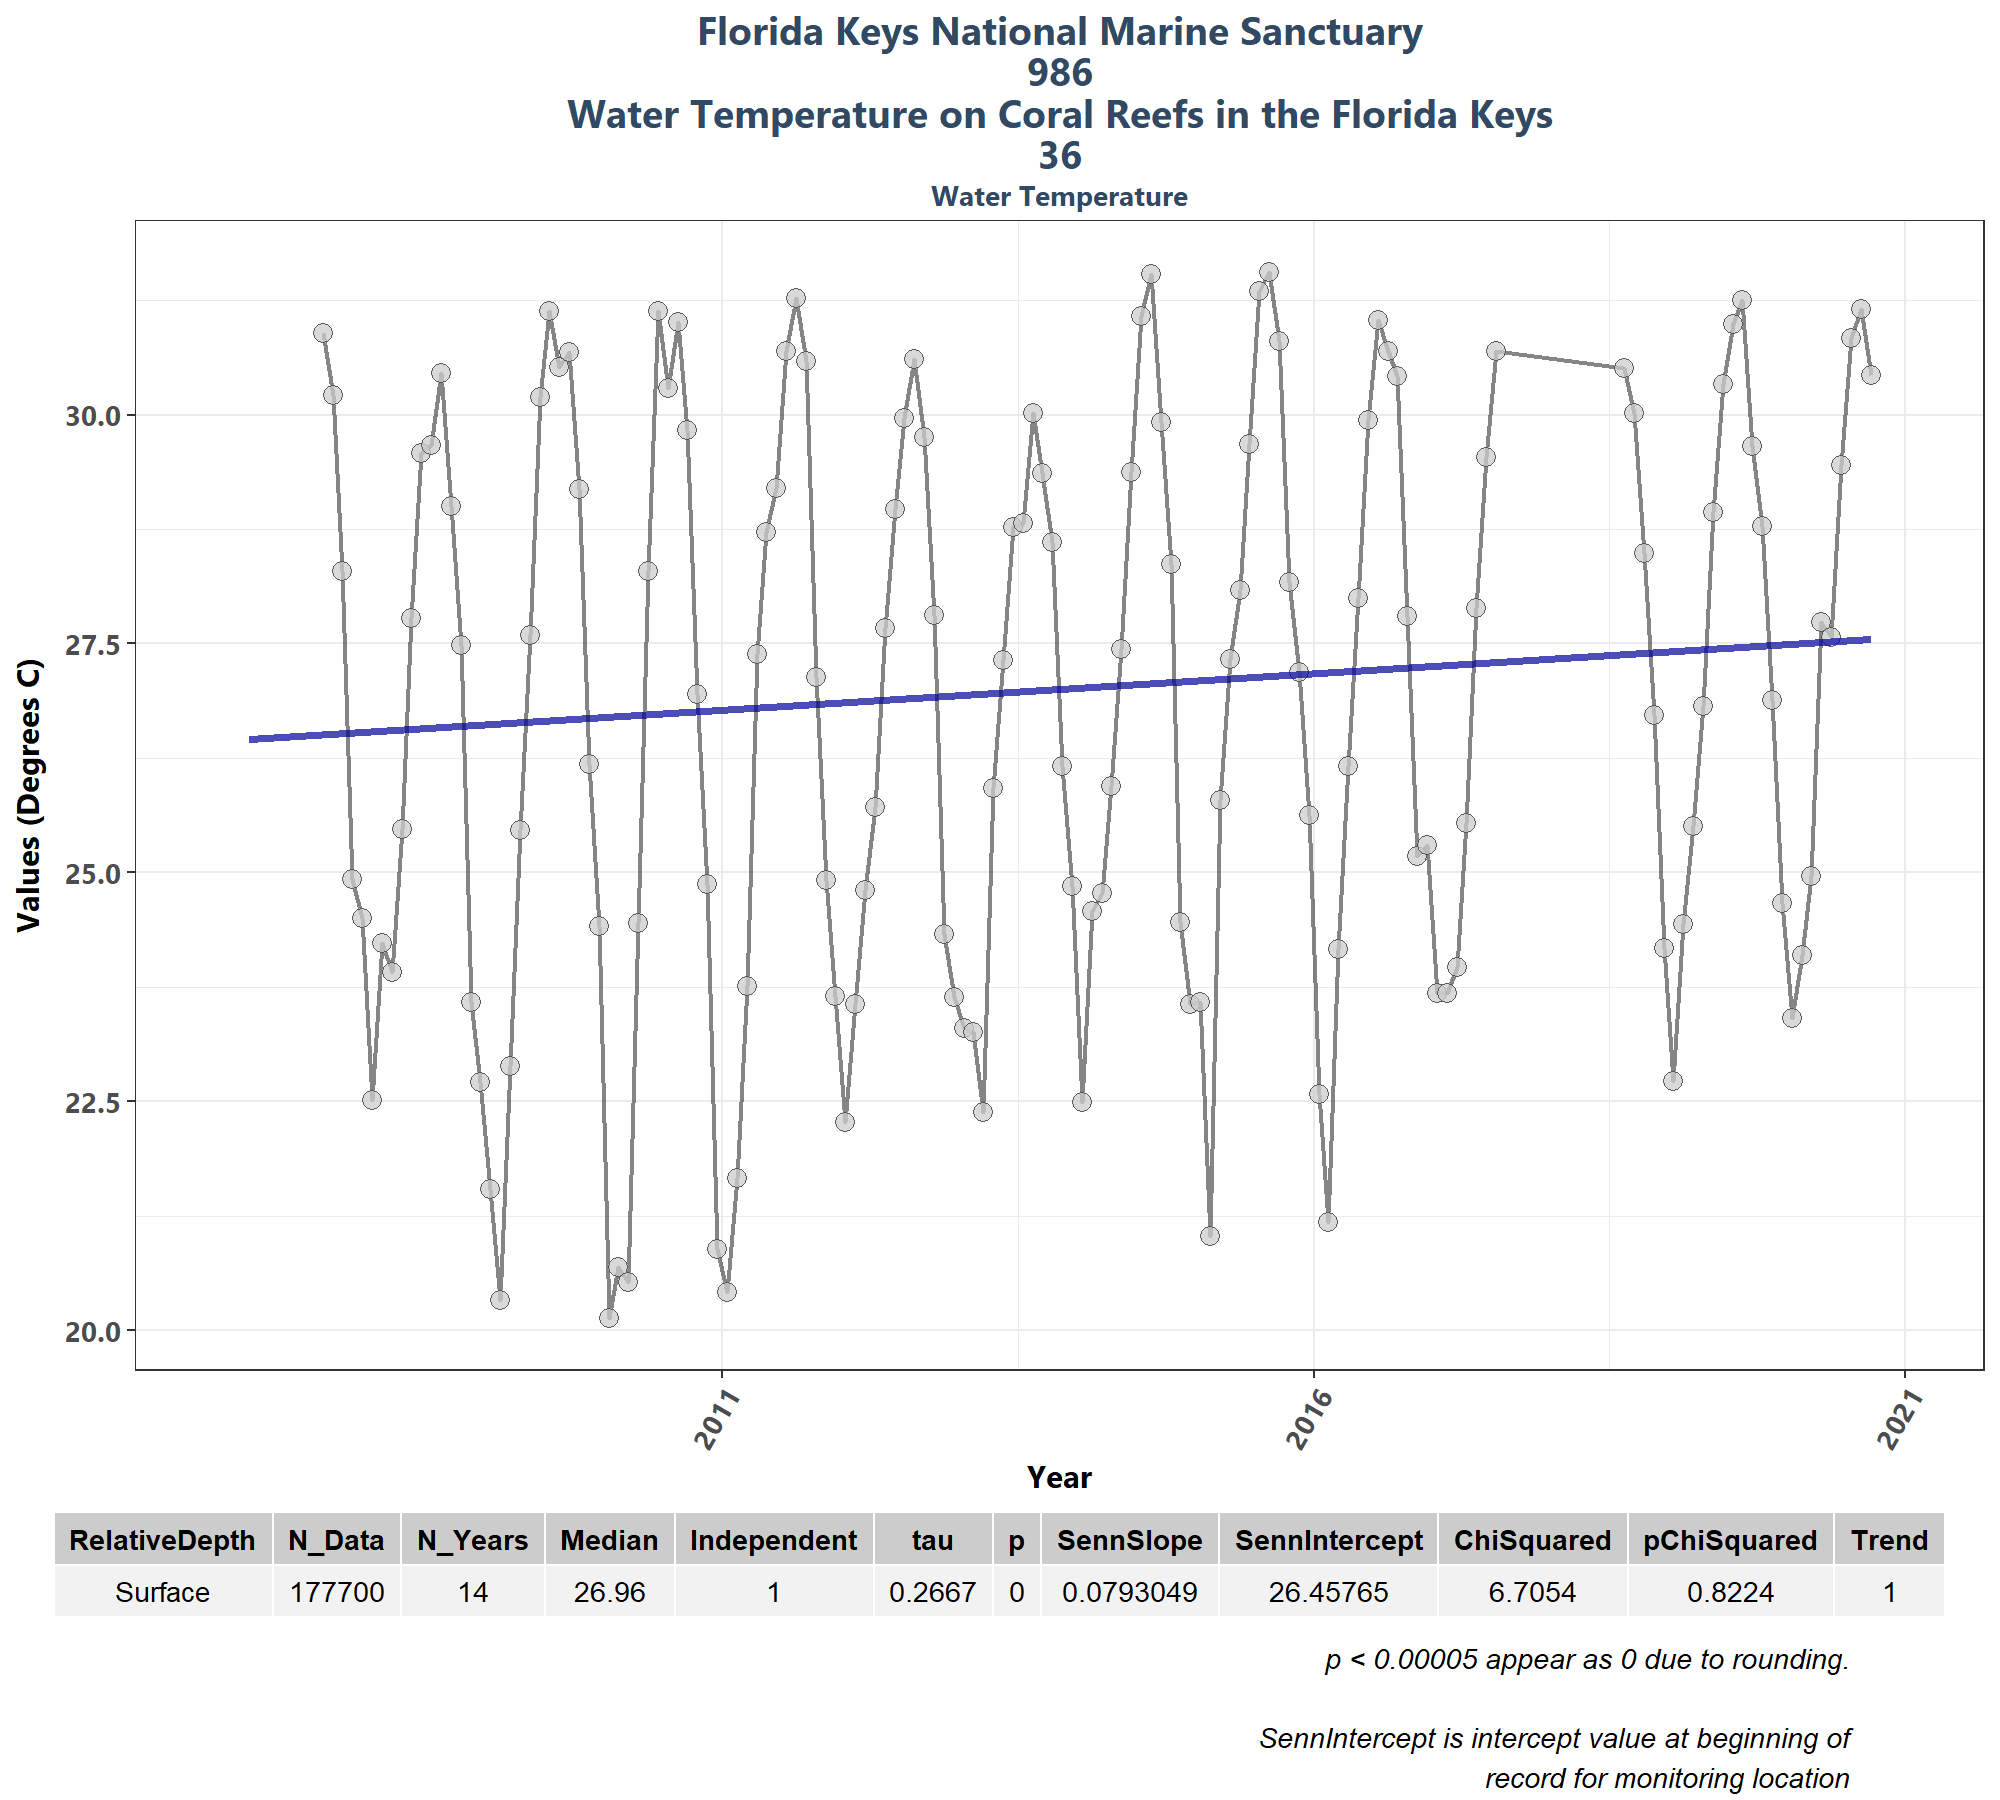 Florida Keys National Marine Sanctuary
986
Water Temperature on Coral Reefs in the Florida Keys
36
Water Temperature
Values (Degrees C)
30.0
27.5
25.0
22.5
20.0
2011
2016
2021
Year
RelativeDepth N_Data N_Years Median Independent tau p SennSlope SennIntercept ChiSquared pChiSquared Trend
Surface 177700 14 26.96 1 0.2667 0 0.0793049 26.45765 6.7054 0.8224 1
p < 0.00005 appear as 0 due to rounding.
SennIntercept is intercept value at beginning of
record for monitoring location